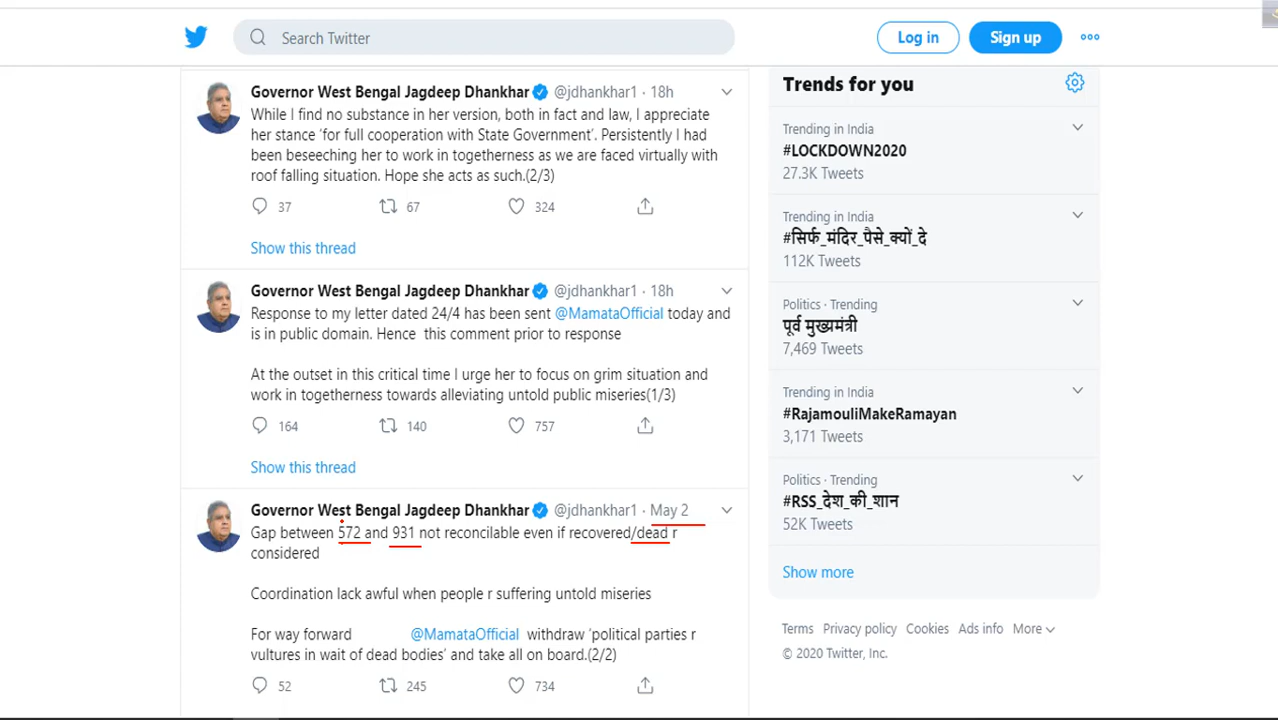 Search Twitter
Log in
Sign up
Governor West Bengal Jagdeep Dhankhar @jdhankhar1 · 18h
While I find no substance in her version, both in fact and law, I appreciate
her stance ‘for full cooperation with State Government’. Persistently I had
been beseeching her to work in togetherness as we are faced virtually with
roof falling situation. Hope she acts as such.(2/3)
37 67 324
Show this thread
Governor West Bengal Jagdeep Dhankhar @jdhankhar1 · 18h
Response to my letter dated 24/4 has been sent @MamataOfficial today and
is in public domain. Hence this comment prior to response
At the outset in this critical time I urge her to focus on grim situation and
work in togetherness towards alleviating untold public miseries(1/3)
164 140 757
Show this thread
Governor West Bengal Jagdeep Dhankhar @jdhankhar1 · May 2
Gap between 572 and 931 not reconcilable even if recovered/dead r
considered
Coordination lack awful when people r suffering untold miseries
For way forward @MamataOfficial withdraw ‘political parties r
vultures in wait of dead bodies’ and take all on board.(2/2)
52 245 734
Trends for you
Trending in India
#LOCKDOWN2020
27.3K Tweets
Trending in India
#सिर्फ_मंदिर_पैसे_क्यों_दे
112K Tweets
Politics · Trending
पूर्व मुख्यमंत्री
7,469 Tweets
Trending in India
#RajamouliMakeRamayan
3,171 Tweets
Politics · Trending
#RSS_देश_की_शान
52K Tweets
Show more
Terms Privacy policy Cookies Ads info More
© 2020 Twitter, Inc.